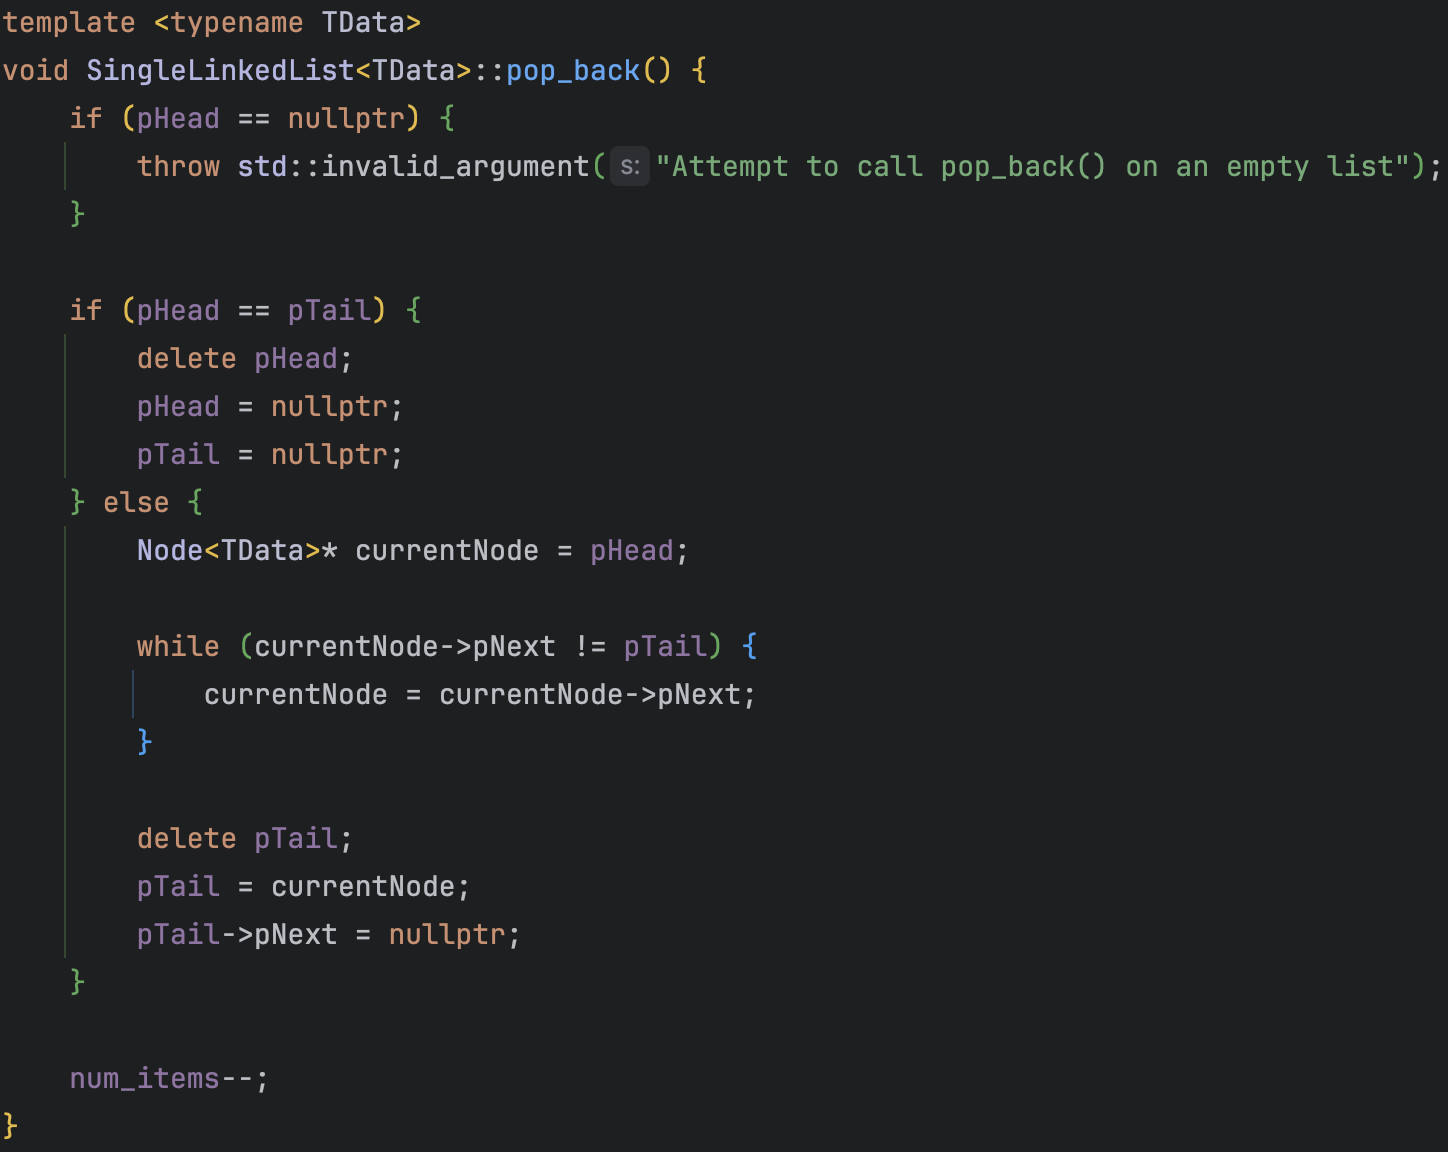 template <typename TData>
void SingleLinkedList<TData>::pop_back() {
    if (pHead == nullptr) {
        throw std::invalid_argument( s: "Attempt to call pop_back() on an empty list");
    }

    if (pHead == pTail) {
        delete pHead;
        pHead = nullptr;
        pTail = nullptr;
    } else {
        Node<TData>* currentNode = pHead;

        while (currentNode->pNext != pTail) {
            currentNode = currentNode->pNext;
        }

        delete pTail;
        pTail = currentNode;
        pTail->pNext = nullptr;
    }

    num_items--;
}